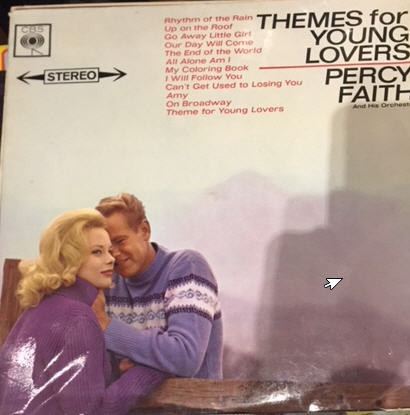 CBS
STEREO
Rhythm of the Rain
Up on the Roof
Go Away Little Girl
Our Day Will Come
The End of the World
All Alone Am I
My Coloring Book
I Will Follow You
Can't Get Used to Losing You
Amy
On Broadway
Theme for Young Lovers
THEMES for
YOUNG
LOVERS
PERCY
FAITH
And His Orchest